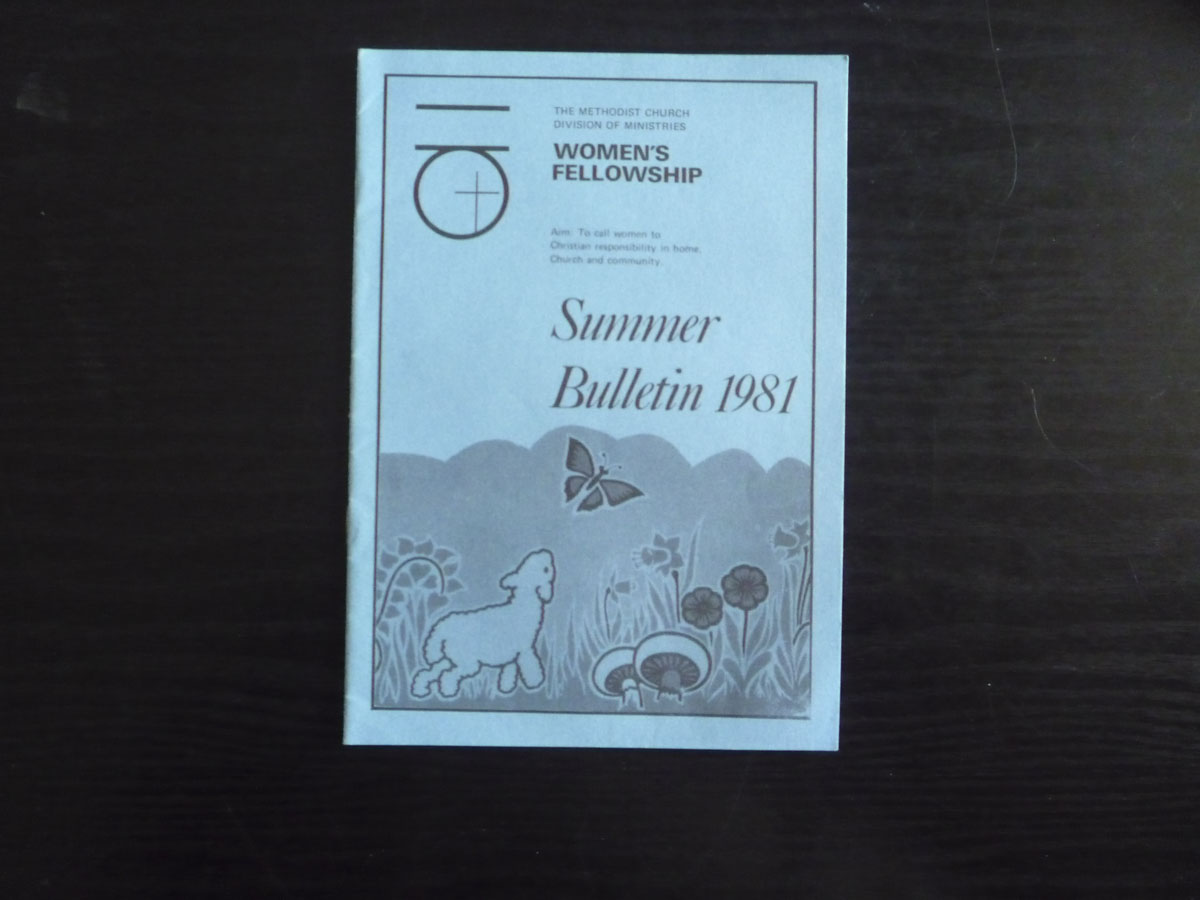 THE METHODIST CHURCH
DIVISION OF MINISTRIES
WOMEN'S
FELLOWSHIP
Aim: To call women to
Christian responsibility in home,
Church and community.
Summer
Bulletin 1981